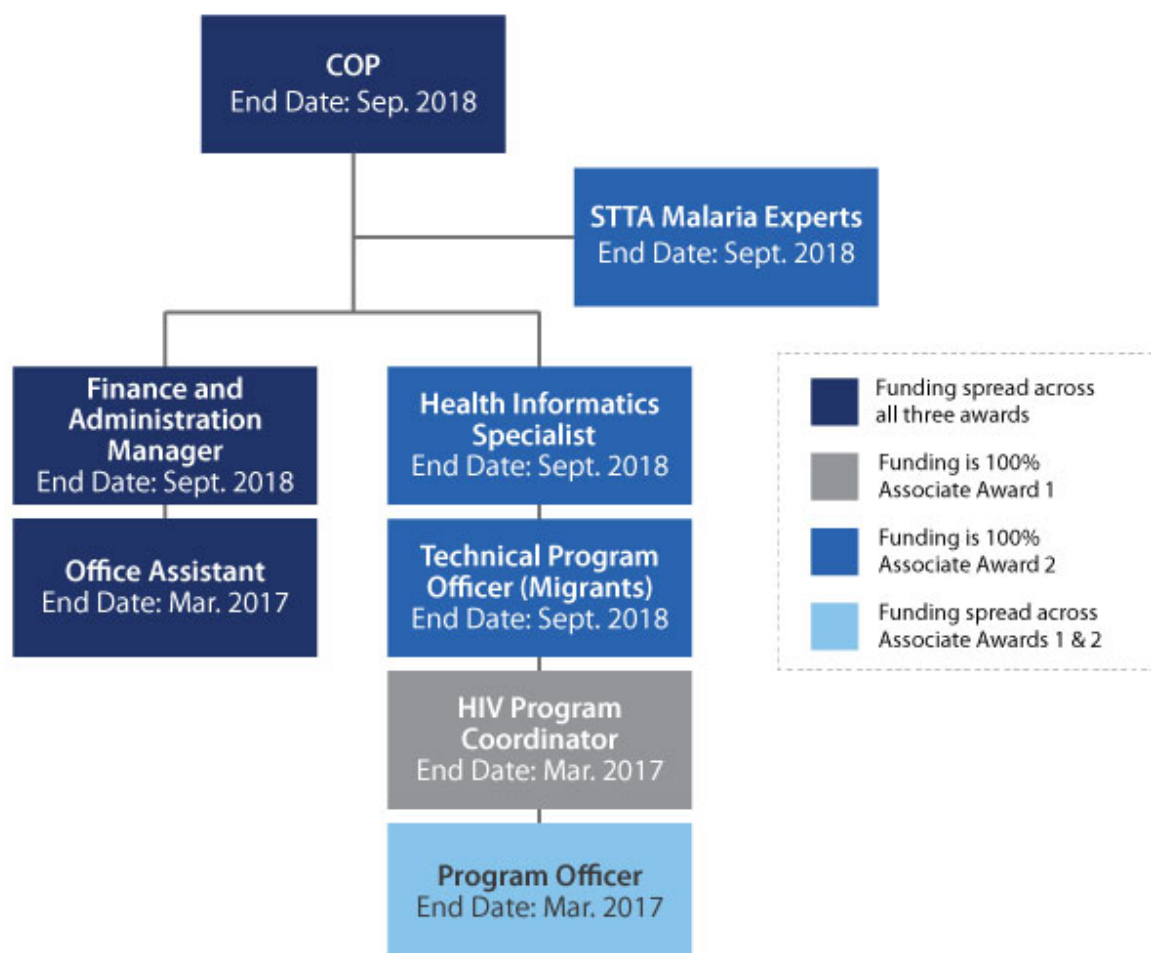 COP
End Date: Sep. 2018
STTA Malaria Experts
End Date: Sept. 2018
Finance and
Administration
Manager
End Date: Sept. 2018
Office Assistant
End Date: Mar. 2017
Health Informatics
Specialist
End Date: Sept. 2018
Technical Program
Officer (Migrants)
End Date: Sept. 2018
HIV Program
Coordinator
End Date: Mar. 2017
Program Officer
End Date: Mar. 2017
Funding spread across
all three awards
Funding is 100%
Associate Award 1
Funding is 100%
Associate Award 2
Funding spread across
Associate Awards 1 & 2